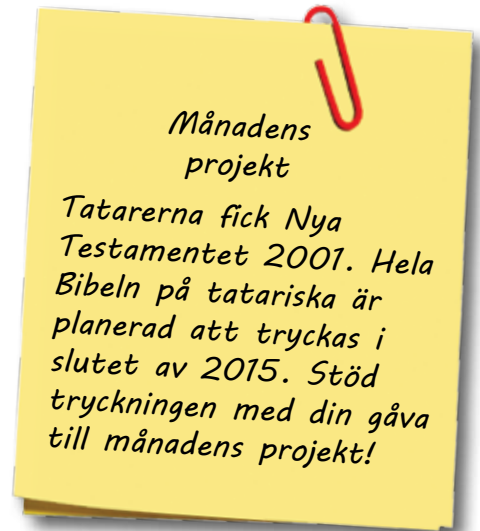 Månadens
projekt
Tatarerna fick Nya
Testamentet 2001. Hela
Bibeln på tatariska är
planerad att tryckas i
slutet av 2015. Stöd
tryckningen med din gåva
till månadens projekt!